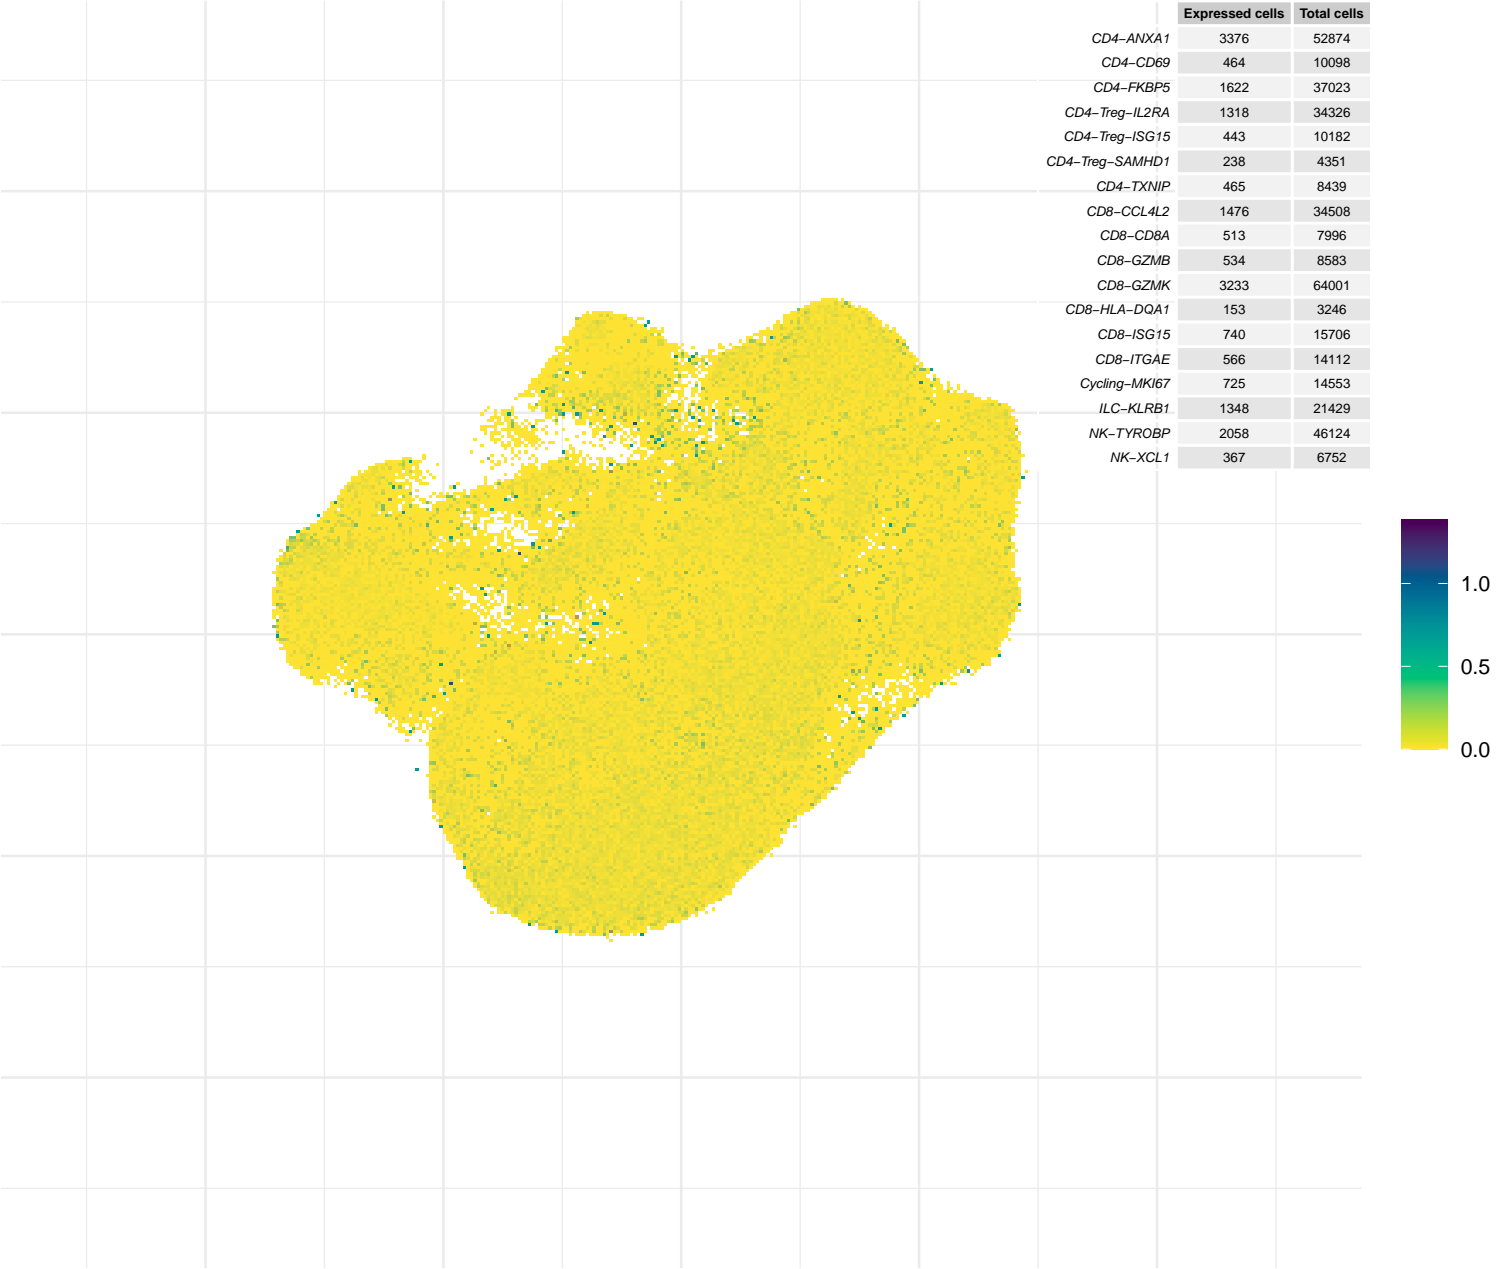 Expressed cells Total cells
CD4−ANXA1 3376 52874
CD4−CD69 464 10098
CD4−FKBP5 1622 37023
CD4−Treg−IL2RA 1318 34326
CD4−Treg−ISG15 443 10182
CD4−Treg−SAMHD1 238 4351
CD4−TXNIP 465 8439
CD8−CCL4L2 1476 34508
CD8−CD8A 513 7996
CD8−GZMB 534 8583
CD8−GZMK 3233 64001
CD8−HLA−DQA1 153 3246
CD8−ISG15 740 15706
CD8−ITGAE 566 14112
Cycling−MKI67 725 14553
ILC−KLRB1 1348 21429
NK−TYROBP 2058 46124
NK−XCL1 367 6752
1.0
0.5
0.0